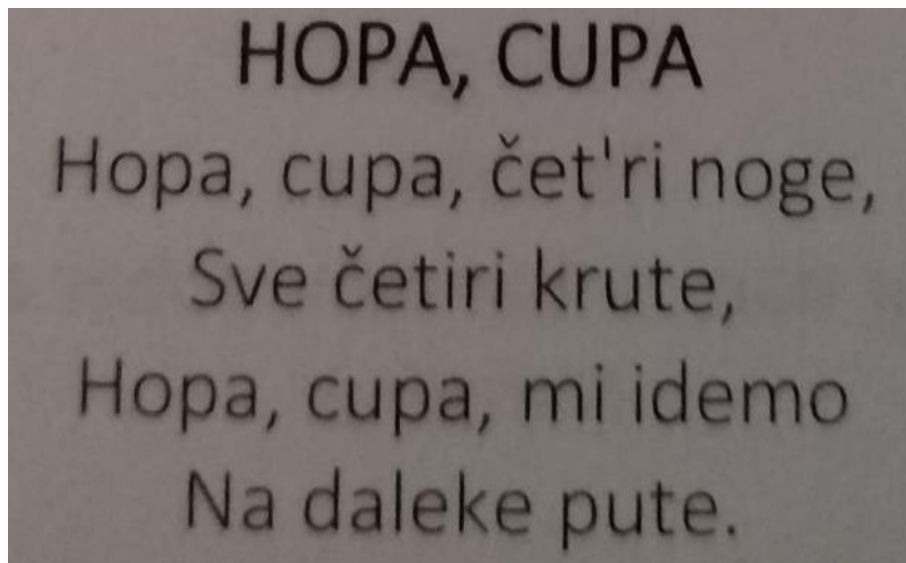 HOPA, CUPA
Hopa, cupa, čet'ri noge,
Sve četiri krute,
Hopa, cupa, mi idemo
Na daleke pute.